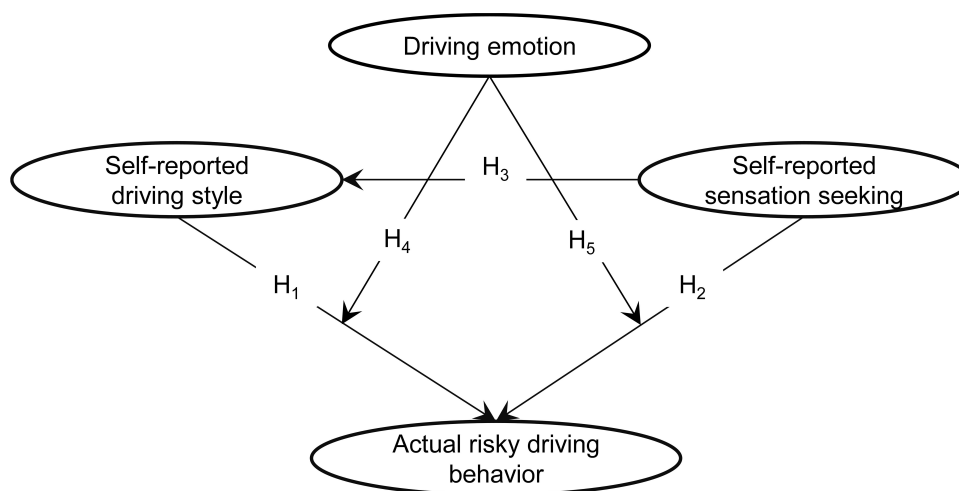 Driving emotion
Self-reported
driving style
Self-reported
sensation seeking
H₃
H₄
H₅
H₁
H₂
Actual risky driving
behavior